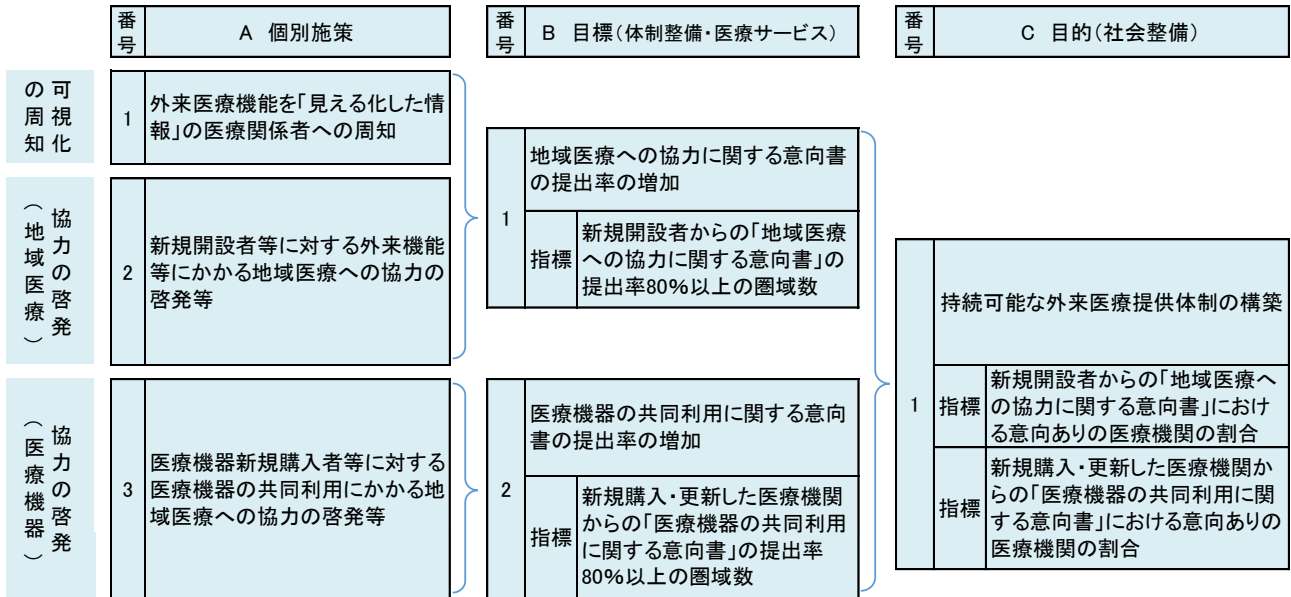 番号
A 個別施策
番号
B 目標(体制整備・医療サービス)
番号
C 目的(社会整備)
可視化
の周知
1
外来医療機能を「見える化した情
報」の医療関係者への周知
協力の啓発
(地域医療)
2
新規開設者等に対する外来機能
等にかかる地域医療への協力の
啓発等
協力の啓発
(医療機器)
3
医療機器新規購入者等に対する
医療機器の共同利用にかかる地
域医療への協力の啓発等
1
地域医療への協力に関する意向書
の提出率の増加
指標
新規開設者からの「地域医療
への協力に関する意向書」の
提出率80%以上の圏域数
2
医療機器の共同利用に関する意向
書の提出率の増加
指標
新規購入・更新した医療機関
からの「医療機器の共同利用
に関する意向書」の提出率
80%以上の圏域数
1
持続可能な外来医療提供体制の構築
指標
新規開設者からの「地域医療へ
の協力に関する意向書」におけ
る意向ありの医療機関の割合
指標
新規購入・更新した医療機関か
らの「医療機器の共同利用に関
する意向書」における意向ありの
医療機関の割合